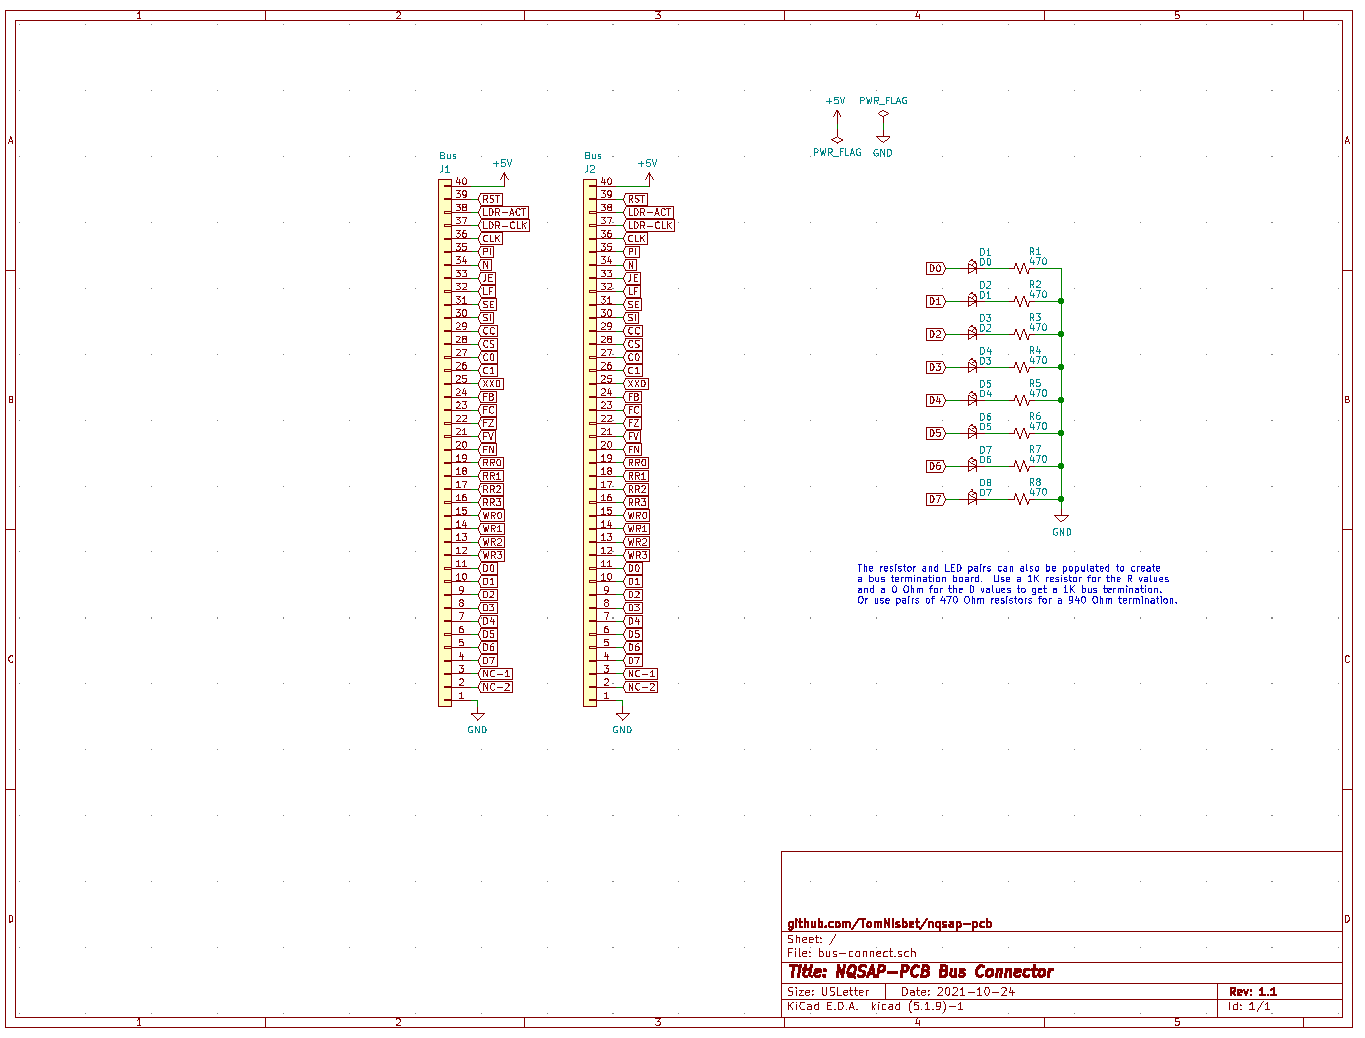 1 2 3 4 5
A
B
C
D
+5V PWR_FLAG
PWR_FLAG GND
Bus
J1
+5V
40
39 RST
38 LDR-ACT
37 LDR-CLK
36 CLK
35 PI
34 N
33 JE
32 LF
31 SE
30 SI
29 CC
28 CS
27 C0
26 C1
25 XX0
24 FB
23 FC
22 FZ
21 FV
20 FN
19 RR0
18 RR1
17 RR2
16 RR3
15 WR0
14 WR1
13 WR2
12 WR3
11 D0
10 D1
9 D2
8 D3
7 D4
6 D5
5 D6
4 D7
3 NC-1
2 NC-2
1
GND
Bus
J2
+5V
40
39 RST
38 LDR-ACT
37 LDR-CLK
36 CLK
35 PI
34 N
33 JE
32 LF
31 SE
30 SI
29 CC
28 CS
27 C0
26 C1
25 XX0
24 FB
23 FC
22 FZ
21 FV
20 FN
19 RR0
18 RR1
17 RR2
16 RR3
15 WR0
14 WR1
13 WR2
12 WR3
11 D0
10 D1
9 D2
8 D3
7 D4
6 D5
5 D6
4 D7
3 NC-1
2 NC-2
1
GND
D1 R1
D0 D0 470
D2 R2
D1 D1 470
D3 R3
D2 D2 470
D4 R4
D3 D3 470
D5 R5
D4 D4 470
D6 R6
D5 D5 470
D7 R7
D6 D6 470
D8 R8
D7 D7 470
GND
The resistor and LED pairs can also be populated to create
a bus termination board. Use a 1K resistor for the R values
and a 0 Ohm for the D values to get a 1K bus termination.
Or use pairs of 470 Ohm resistors for a 940 Ohm termination.
A
B
C
D
github.com/TomNisbet/nqsap-pcb
Sheet: /
File: bus-connect.sch
Title: NQSAP-PCB Bus Connector
Size: USLetter Date: 2021-10-24 Rev: 1.1
KiCad E.D.A. kicad (5.1.9)-1 Id: 1/1
1 2 3 4 5